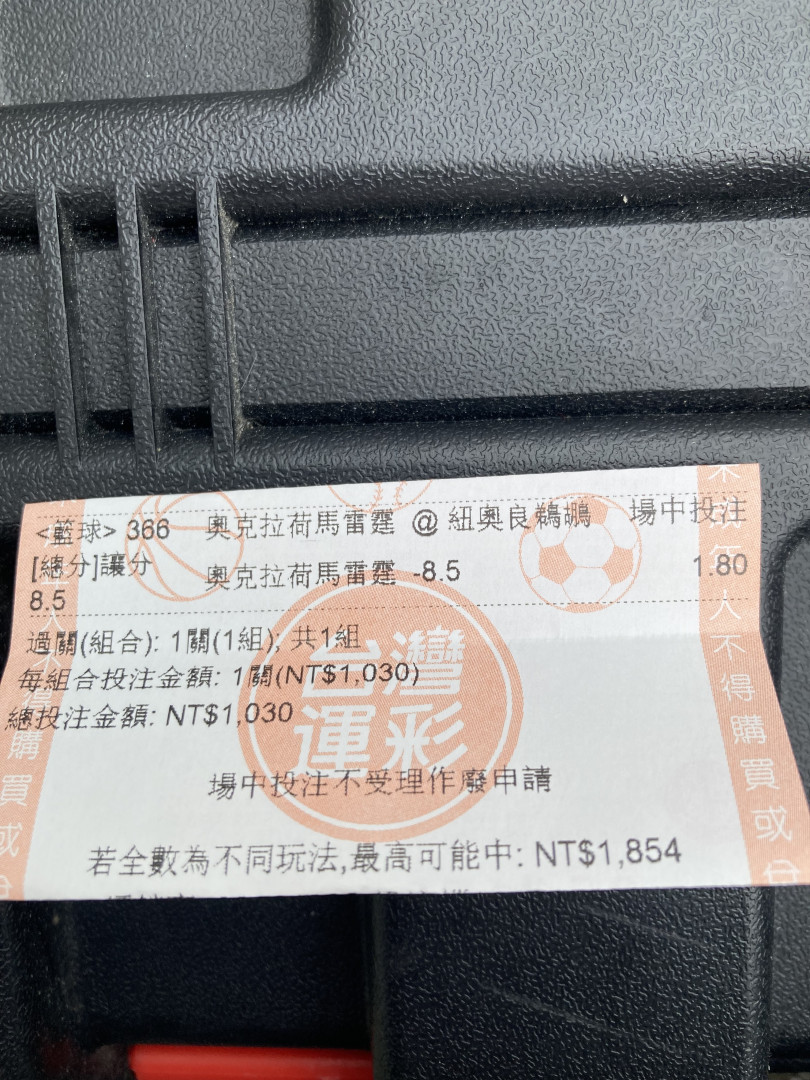 <籃球> 366 奧克拉荷馬雷霆 @ 紐奧良鵜鶘 場中投注
[總分]讓分 奧克拉荷馬雷霆 -8.5 1.80
8.5
過關(組合): 1關(1組); 共1組
每組合投注金額: 1關(NT$1,030)
總投注金額: NT$1,030
台灣
運彩
場中投注不受理作廢申請
若全數為不同玩法,最高可能中: NT$1,854
人不得購買或
購買或